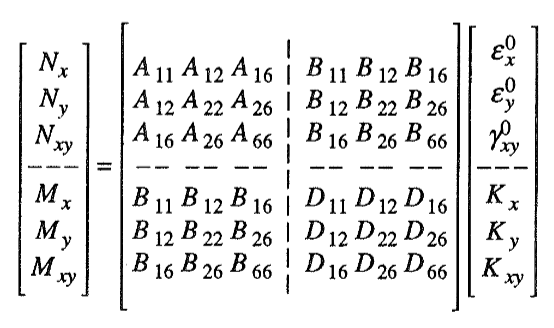 N_x A_11 A_12 A_16 B_11 B_12 B_16 ε_x^0
N_y A_12 A_22 A_26 B_12 B_22 B_26 ε_y^0
N_xy = A_16 A_26 A_66 B_16 B_26 B_66 γ_xy^0
M_x B_11 B_12 B_16 D_11 D_12 D_16 K_x
M_y B_12 B_22 B_26 D_12 D_22 D_26 K_y
M_xy B_16 B_26 B_66 D_16 D_26 D_66 K_xy